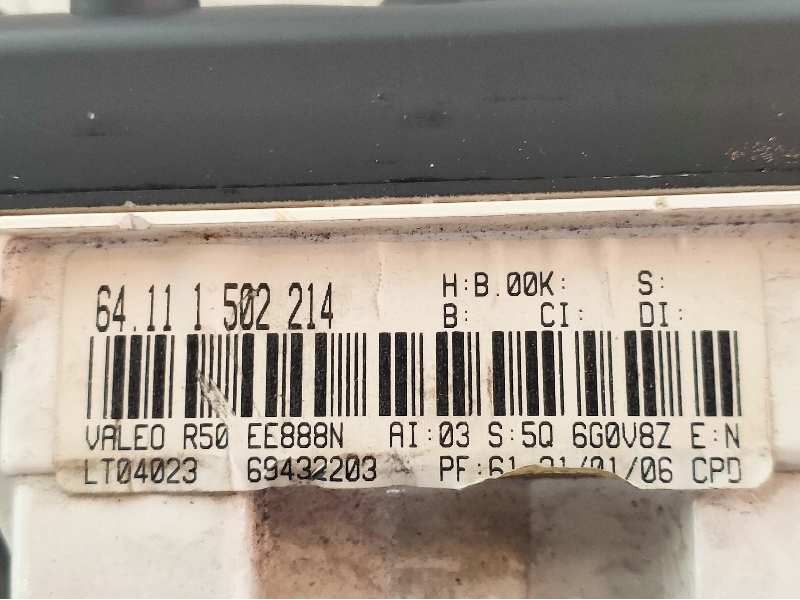 64.11 1 502 214 H:B.00K: S:
B: CI: DI:
VALEO R50 EE888N AI:03 S:5Q 6G0V8Z E:N
LT04023 69432203 PF:61 31/01/06 CPD